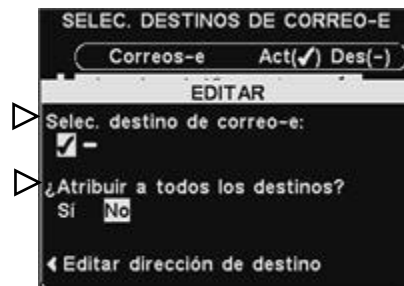 SELEC. DESTINOS DE CORREO-E
Correos-e Act(✓) Des(-)
EDITAR
Selec. destino de correo-e:
✓ -
¿Atribuir a todos los destinos?
Sí No
Editar dirección de destino